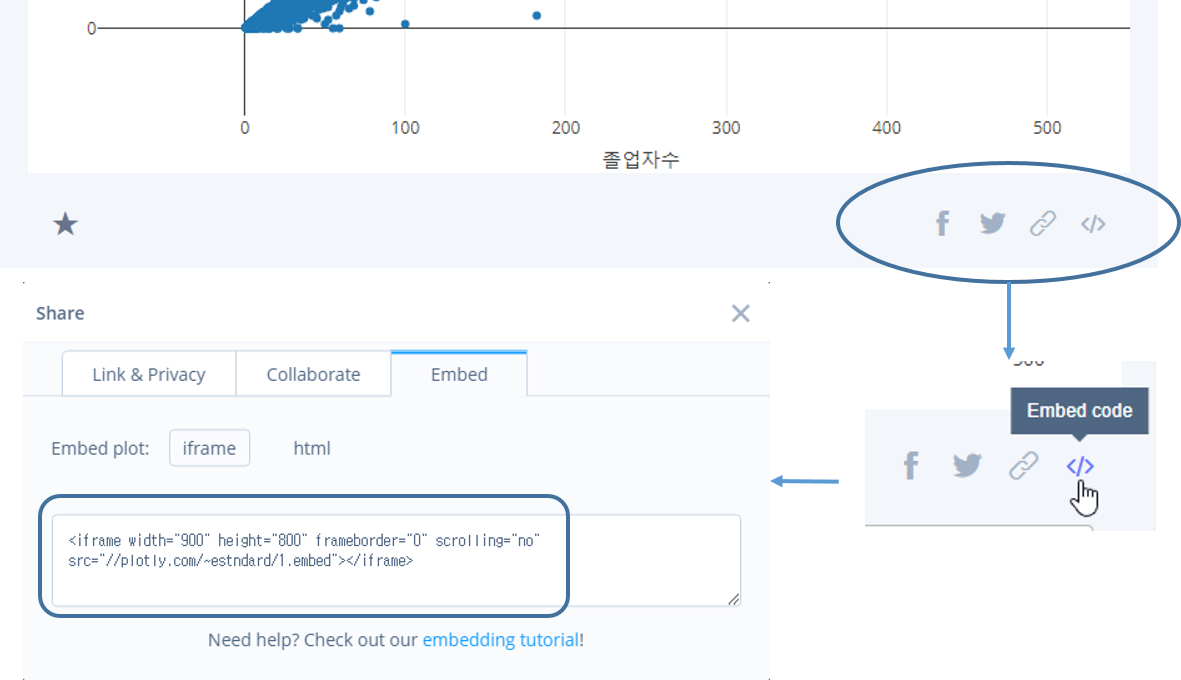 0
0 100 200 300 400 500
졸업자수
Share
Link & Privacy Collaborate Embed
Embed plot: iframe html
<iframe width="900" height="800" frameborder="0" scrolling="no"
src="//plotly.com/~estndard/1.embed"></iframe>
Need help? Check out our embedding tutorial!
Embed code